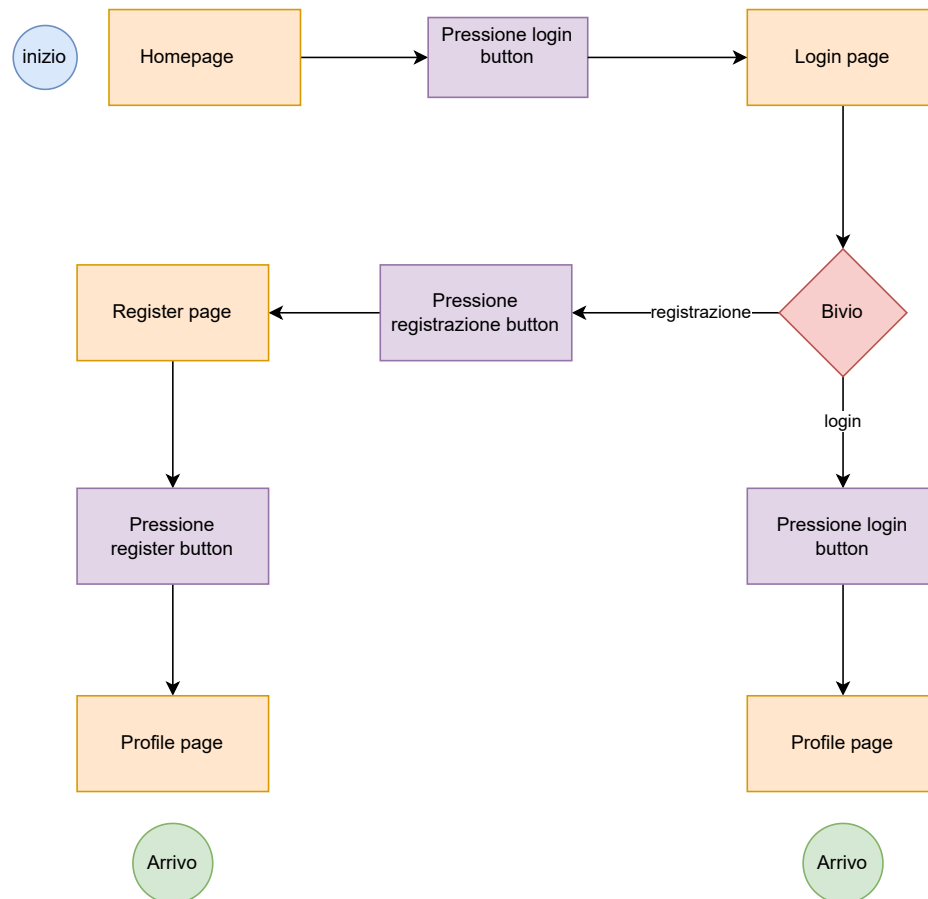 inizio
Homepage
Pressione login
button
Login page
Register page
Pressione
registrazione button
registrazione
Bivio
login
Pressione
register button
Pressione login
button
Profile page
Profile page
Arrivo
Arrivo